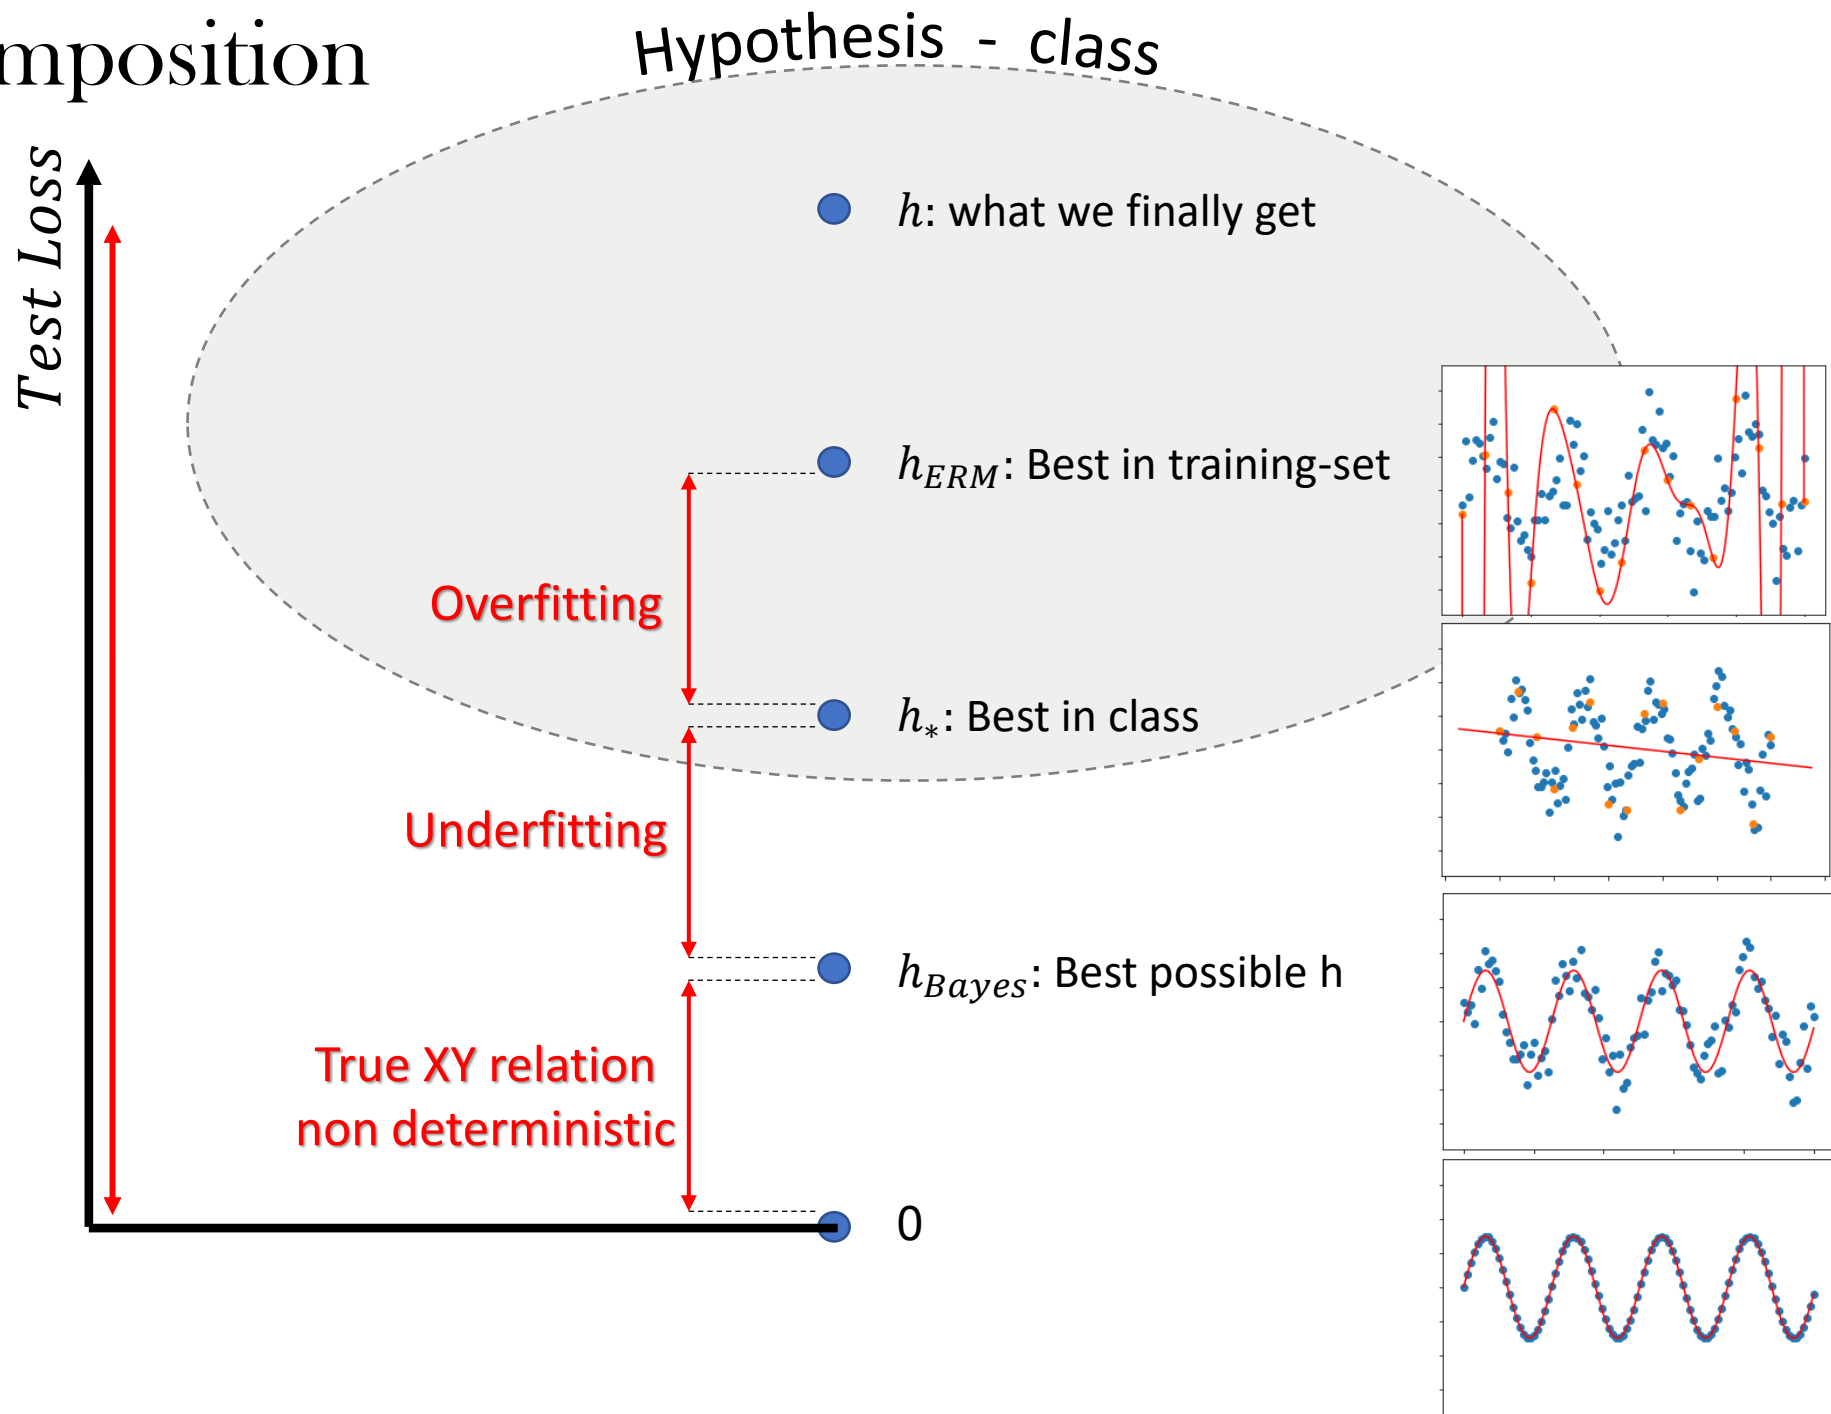 mposition
Hypothesis - class
Test Loss
h: what we finally get
h_ERM: Best in training-set
Overfitting
h_*: Best in class
Underfitting
h_Bayes: Best possible h
True XY relation
non deterministic
0